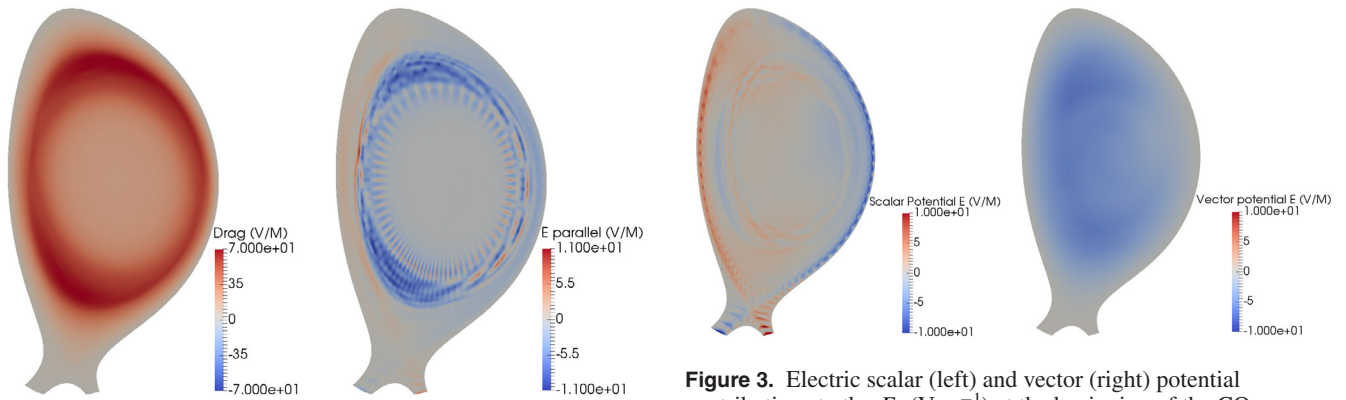 Drag (V/M)
7.000e+01
35
0
-35
-7.000e+01
E parallel (V/M)
1.100e+01
5.5
0
-5.5
-1.100e+01
Scalar Potential E (V/M)
1.000e+01
5
0
-5
-1.000e+01
Vector potential E (V/M)
1.000e+01
5
0
-5
-1.000e+01
Figure 3. Electric scalar (left) and vector (right) potential